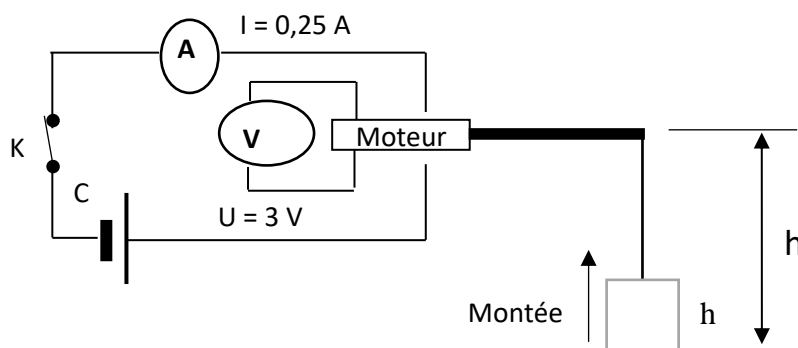 I = 0,25 A
A
K
V
Moteur
C
U = 3 V
h
Montée
h